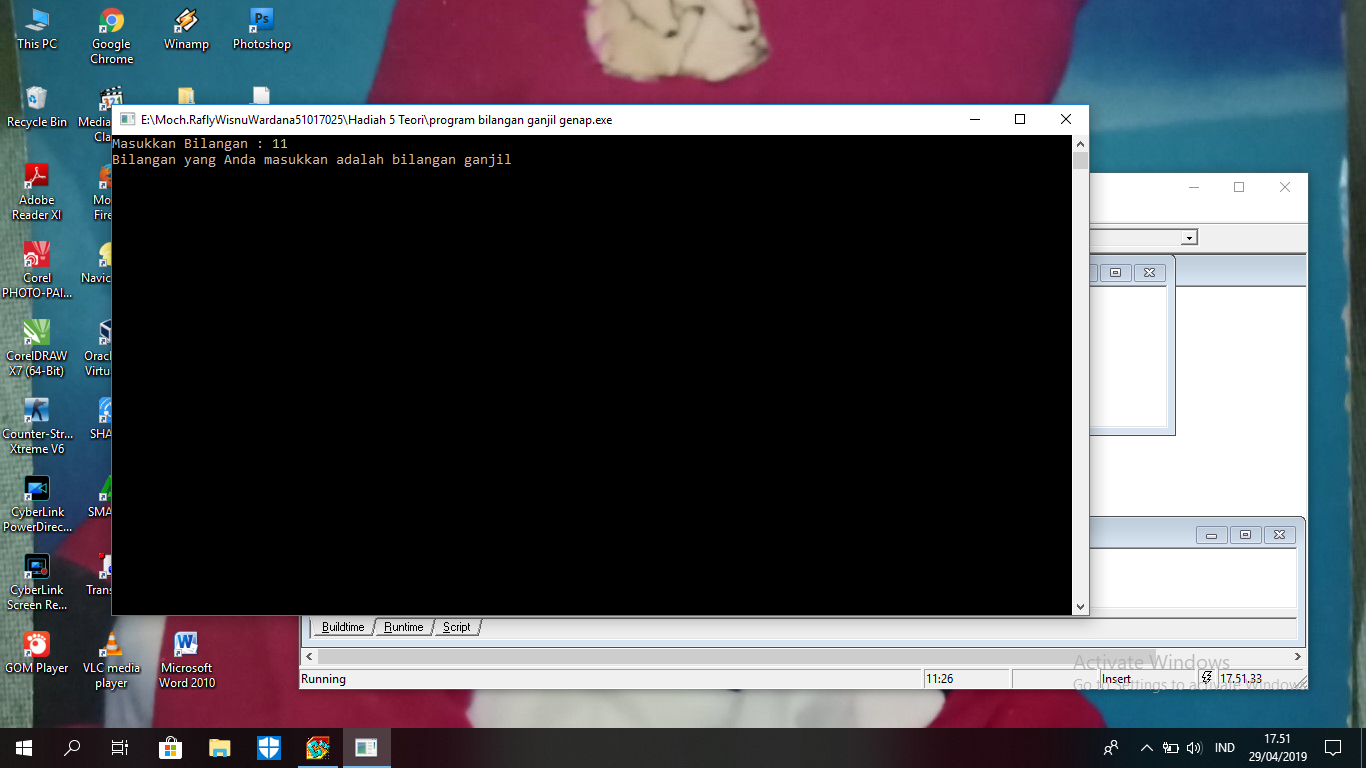 This PC
Google Chrome
Winamp
Photoshop
Recycle Bin
Media
Cla
E:\Moch.RaflyWisnuWardana51017025\Hadiah 5 Teori\program bilangan ganjil genap.exe
Masukkan Bilangan : 11
Bilangan yang Anda masukkan adalah bilangan ganjil
Adobe
Reader XI
Mo
Fire
Corel
PHOTO-PAI...
Navic
CorelDRAW
X7 (64-Bit)
Orac
Virtu
Counter-Str...
Xtreme V6
SHA
CyberLink
PowerDirec...
SMA
CyberLink
Screen Re...
Trans
GOM Player
VLC media
player
Microsoft
Word 2010
Buildtime
Runtime
Script
Running
11:26
Insert
17.51.33
Activate Windows
Go to Settings to activate Windows
IND
17.51
29/04/2019